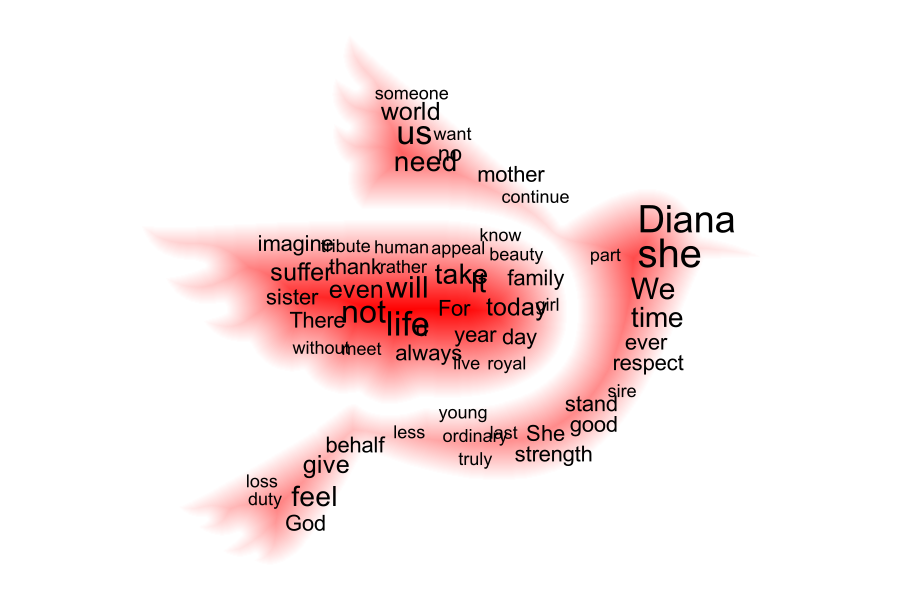 someone
world
us want
need no
mother
continue
Diana
she
part
know
imagine tribute human appeal beauty
suffer thank rather take It family
sister even will
There not life For today girl
year day
without meet always live royal
We
time
ever
respect
sire
stand
good
young
less ordinary last She
truly strength
behalf
give
loss
duty feel
God